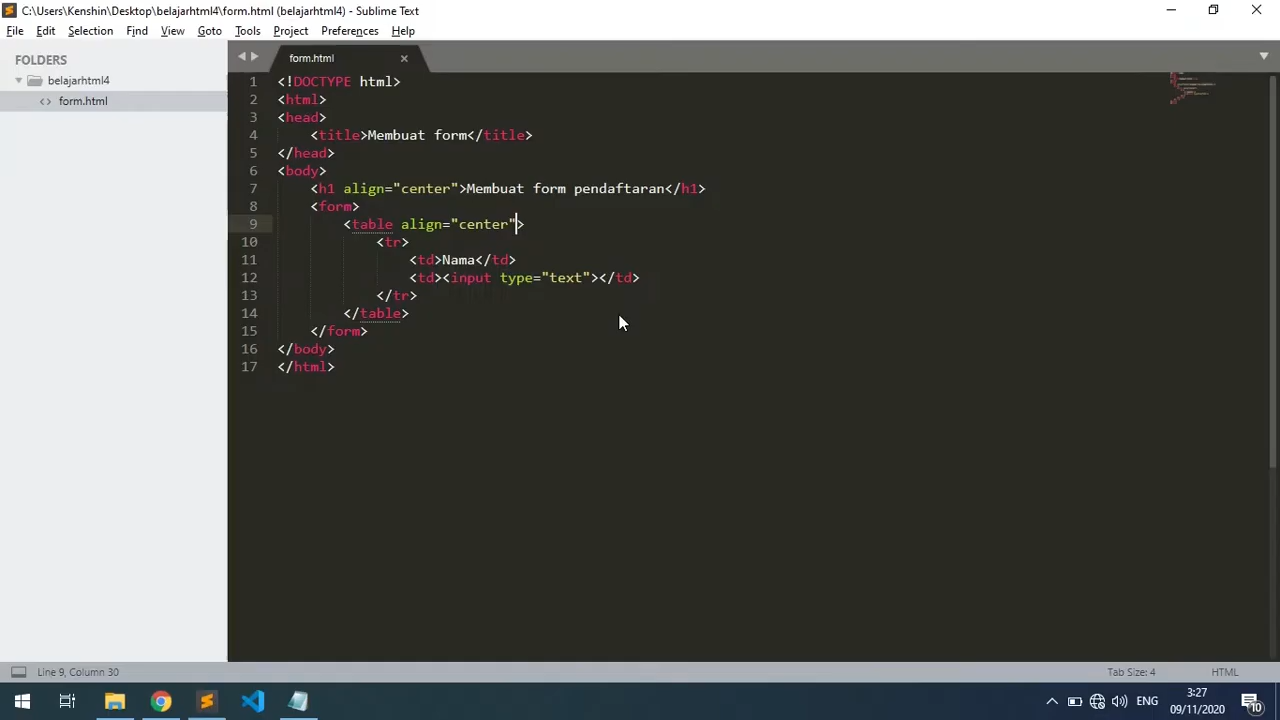 C:\Users\Kenshin\Desktop\belajarhtml4\form.html (belajarhtml4) - Sublime Text
File Edit Selection Find View Goto Tools Project Preferences Help
FOLDERS
belajarhtml4
form.html
form.html
1 <!DOCTYPE html>
2 <html>
3 <head>
4 <title>Membuat form</title>
5 </head>
6 <body>
7 <h1 align="center">Membuat form pendaftaran</h1>
8 <form>
9 <table align="center">
10 <tr>
11 <td>Nama</td>
12 <td><input type="text"></td>
13 </tr>
14 </table>
15 </form>
16 </body>
17 </html>
Line 9, Column 30
Tab Size: 4
HTML
ENG
3:27
09/11/2020
10